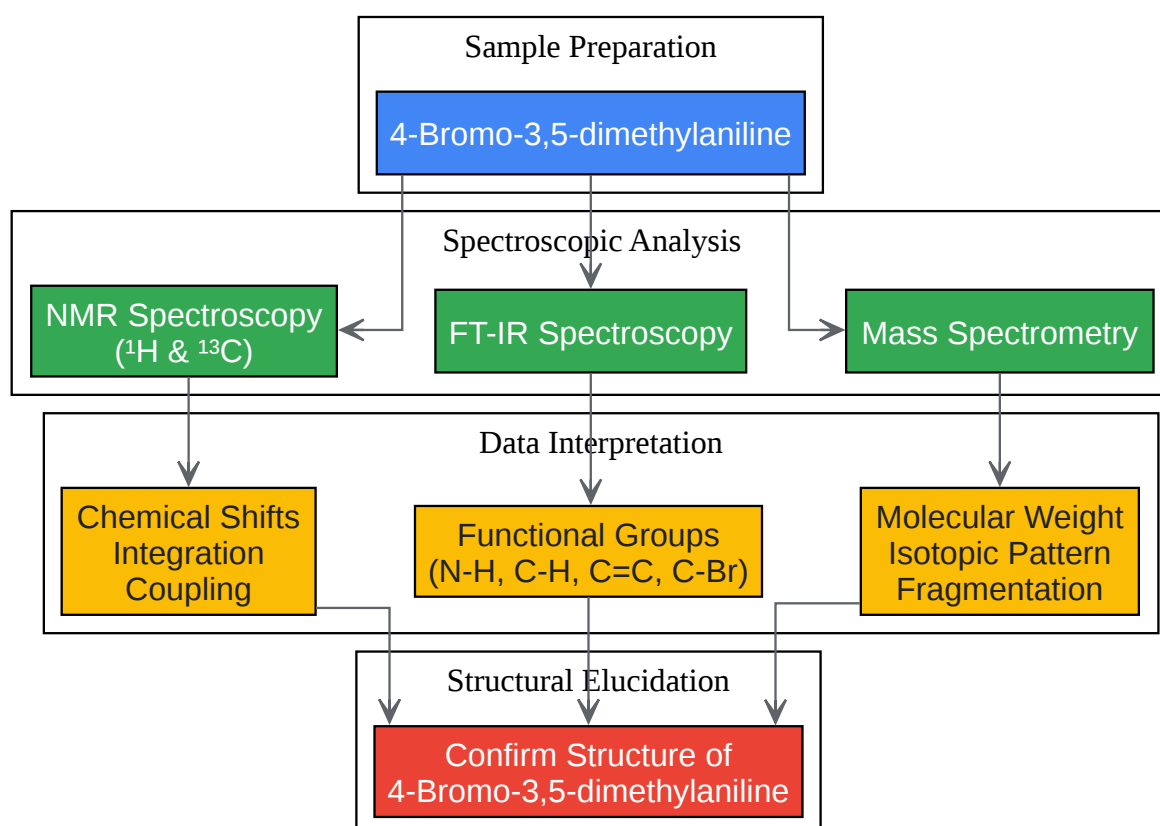 Sample Preparation
4-Bromo-3,5-dimethylaniline
Spectroscopic Analysis
NMR Spectroscopy
(¹H & ¹³C)
FT-IR Spectroscopy
Mass Spectrometry
Data Interpretation
Chemical Shifts
Integration
Coupling
Functional Groups
(N-H, C-H, C=C, C-Br)
Molecular Weight
Isotopic Pattern
Fragmentation
Structural Elucidation
Confirm Structure of
4-Bromo-3,5-dimethylaniline